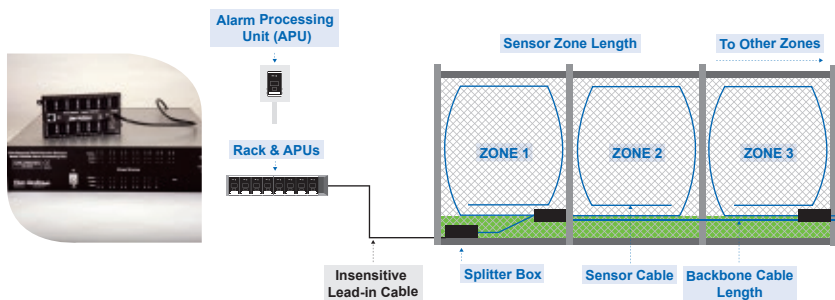 Alarm Processing
Unit (APU)
Sensor Zone Length
To Other Zones
Rack & APUs
ZONE 1
ZONE 2
ZONE 3
Insensitive
Lead-in Cable
Splitter Box
Sensor Cable
Backbone Cable
Length